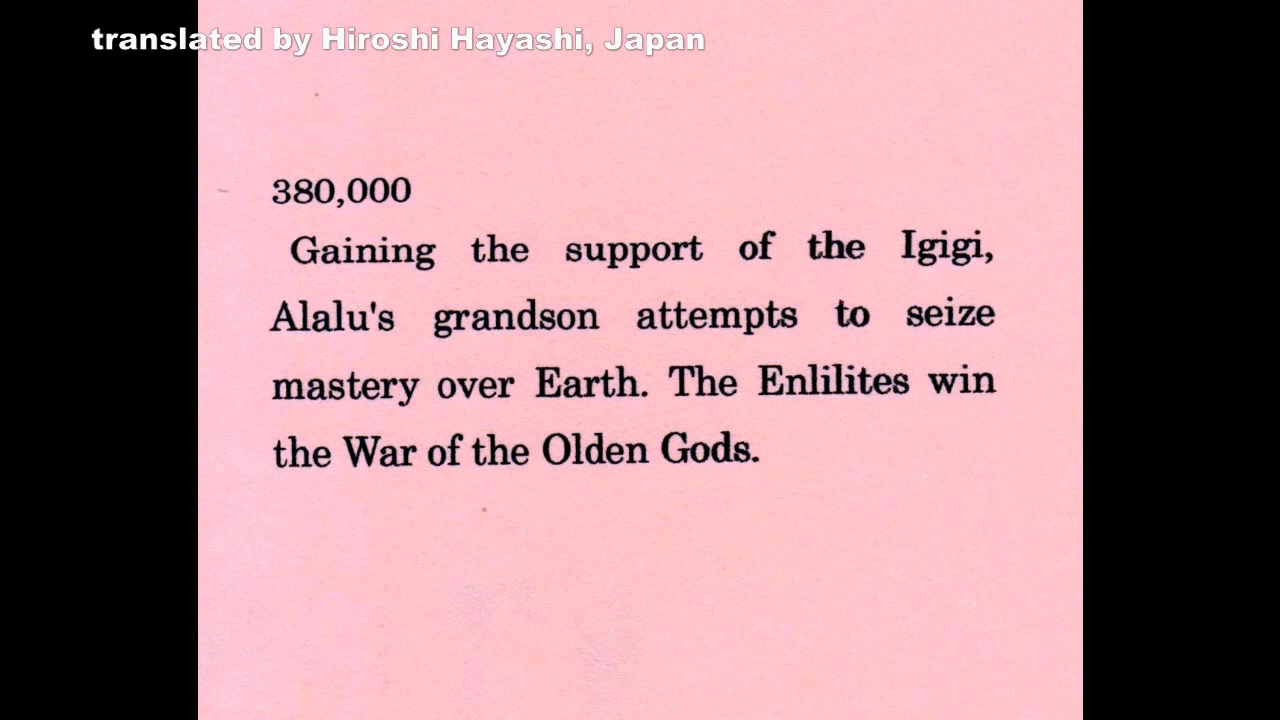 translated by Hiroshi Hayashi, Japan
380,000
Gaining the support of the Igigi,
Alalu's grandson attempts to seize
mastery over Earth. The Enlilites win
the War of the Olden Gods.